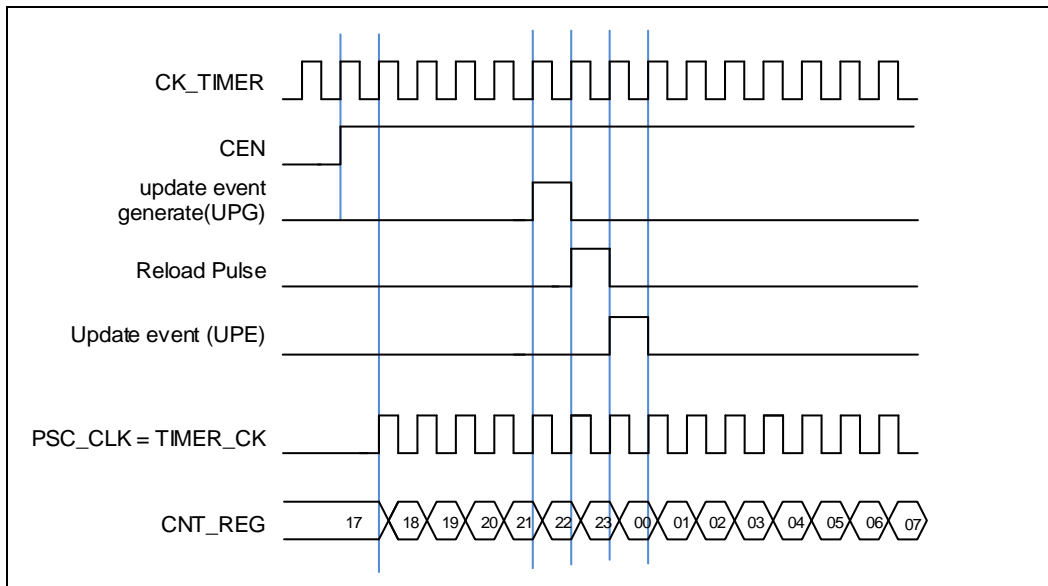 CK_TIMER
CEN
update event
generate(UPG)
Reload Pulse
Update event (UPE)
PSC_CLK = TIMER_CK
CNT_REG 17 18 19 20 21 22 23 00 01 02 03 04 05 06 07